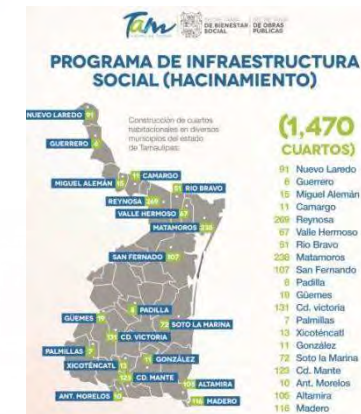 Tam
SECRETARÍA
DE BIENESTAR
SOCIAL
SECRETARÍA
DE OBRAS
PÚBLICAS
PROGRAMA DE INFRAESTRUCTURA
SOCIAL (HACINAMIENTO)
Construcción de cuartos
habitacionales en diversos
municipios del estado
de Tamaulipas.
NUEVO LAREDO 91
GUERRERO 6
11 CAMARGO
MIGUEL ALEMÁN 15
51 RIO BRAVO
REYNOSA 269
VALLE HERMOSO 67
MATAMOROS 238
SAN FERNADO 107
6 PADILLA
GÜEMES 19
72 SOTO LA MARINA
131 CD. VICTORIA
PALMILLAS 7
11 GONZÁLEZ
XICOTÉNCATL 13
123 CD. MANTE
105 ALTAMIRA
ANT. MORELOS 10
116 MADERO
(1,470
CUARTOS)
91 Nuevo Laredo
6 Guerrero
15 Miguel Alemán
11 Camargo
269 Reynosa
67 Valle Hermoso
51 Rio Bravo
238 Matamoros
107 San Fernando
6 Padilla
19 Güemes
131 Cd. victoria
7 Palmillas
13 Xicoténcatl
11 González
72 Soto la Marina
123 Cd. Mante
10 Ant. Morelos
105 Altamira
116 Madero